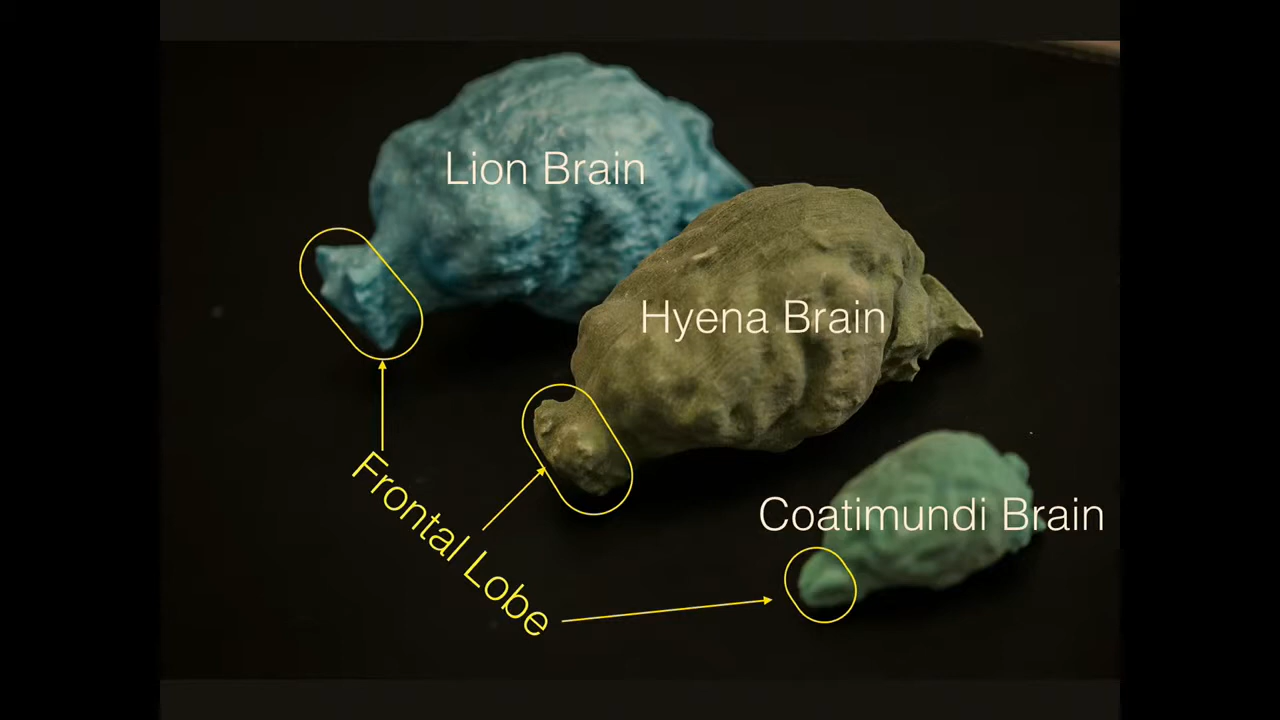 Lion Brain
Hyena Brain
Coatimundi Brain
Frontal Lobe